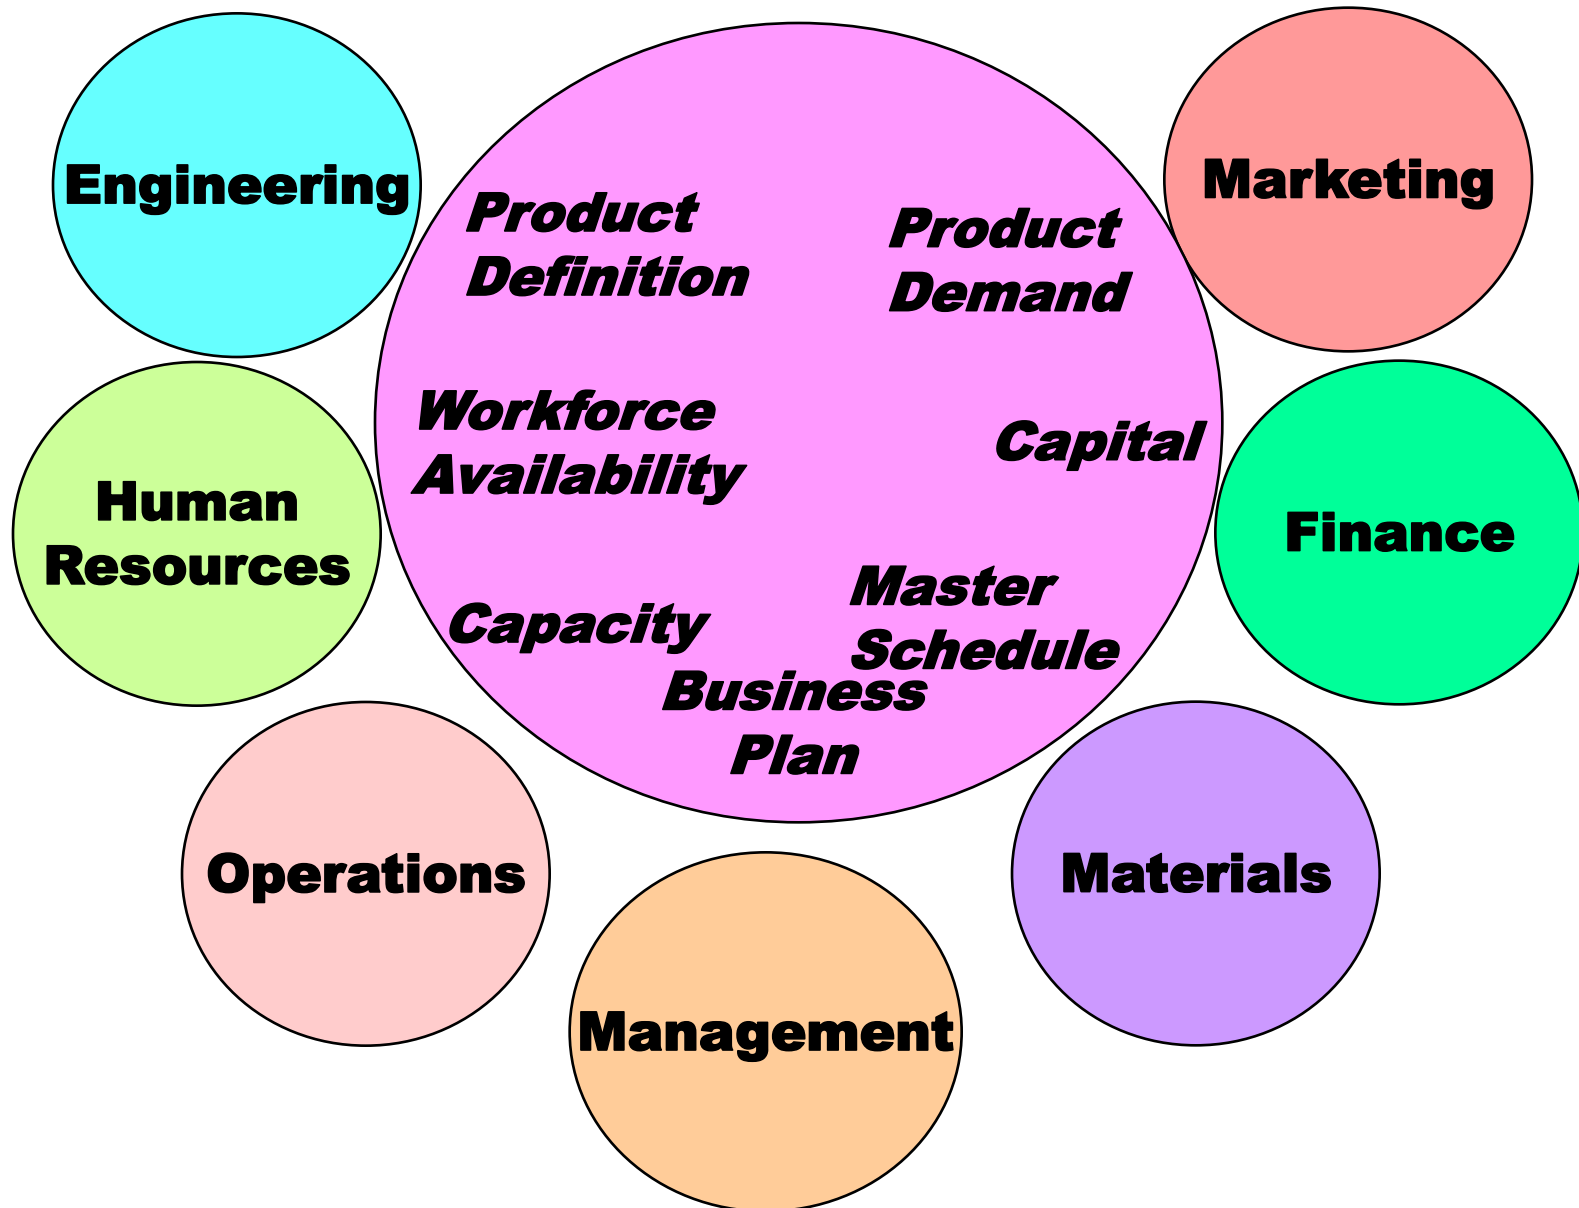 Engineering
Marketing
Product
Definition
Product
Demand
Workforce
Availability
Capital
Human
Resources
Finance
Capacity
Master
Schedule
Business
Plan
Operations
Materials
Management